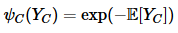 ψ_C(Y_C) = exp(−𝔼[Y_C])